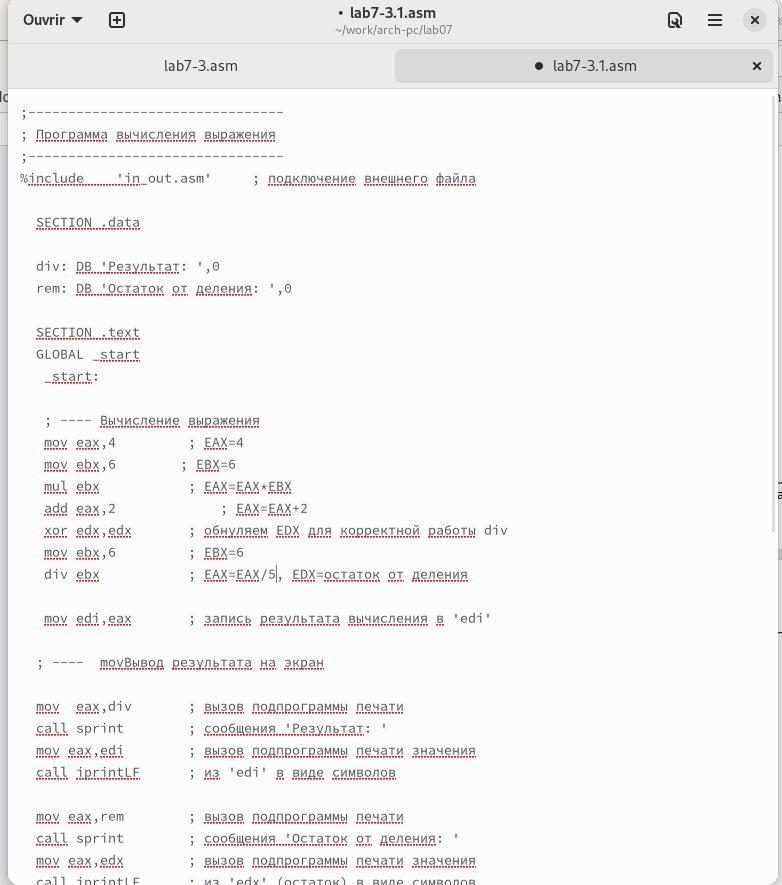 Ouvrir
• lab7-3.1.asm
~/work/arch-pc/lab07
lab7-3.asm
● lab7-3.1.asm
;--------------------------------
; Программа вычисления выражения
;--------------------------------
%include    'in_out.asm'     ; подключение внешнего файла
SECTION .data
div: DB 'Результат: ',0
rem: DB 'Остаток от деления: ',0
SECTION .text
GLOBAL _start
_start:
; ---- Вычисление выражения
mov eax,4         ; EAX=4
mov ebx,6        ; EBX=6
mul ebx           ; EAX=EAX*EBX
add eax,2             ; EAX=EAX+2
xor edx,edx       ; обнуляем EDX для корректной работы div
mov ebx,6         ; EBX=6
div ebx           ; EAX=EAX/5, EDX=остаток от деления
mov edi,eax       ; запись результата вычисления в 'edi'
; ----  movВывод результата на экран
mov  eax,div       ; вызов подпрограммы печати
call sprint        ; сообщения 'Результат: '
mov eax,edi        ; вызов подпрограммы печати значения
call iprintLF      ; из 'edi' в виде символов
mov eax,rem        ; вызов подпрограммы печати
call sprint        ; сообщения 'Остаток от деления: '
mov eax,edx        ; вызов подпрограммы печати значения
call iprintLF      ; из 'edx' (остаток) в виде символов